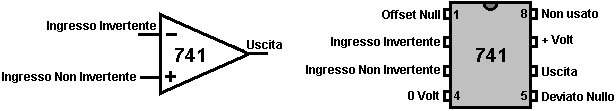 Ingresso Invertente
−
741
Uscita
Ingresso Non Invertente
+
Offset Null 1 8 Non usato
Ingresso Invertente + Volt
741
Ingresso Non Invertente Uscita
0 Volt 4 5 Deviato Nullo